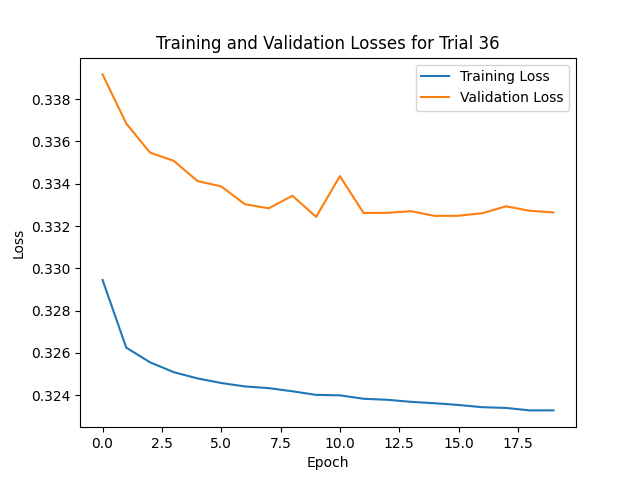 Training and Validation Losses for Trial 36
Training Loss
Validation Loss
0.338
0.336
0.334
0.332
0.330
0.328
0.326
0.324
Loss
0.0 2.5 5.0 7.5 10.0 12.5 15.0 17.5
Epoch